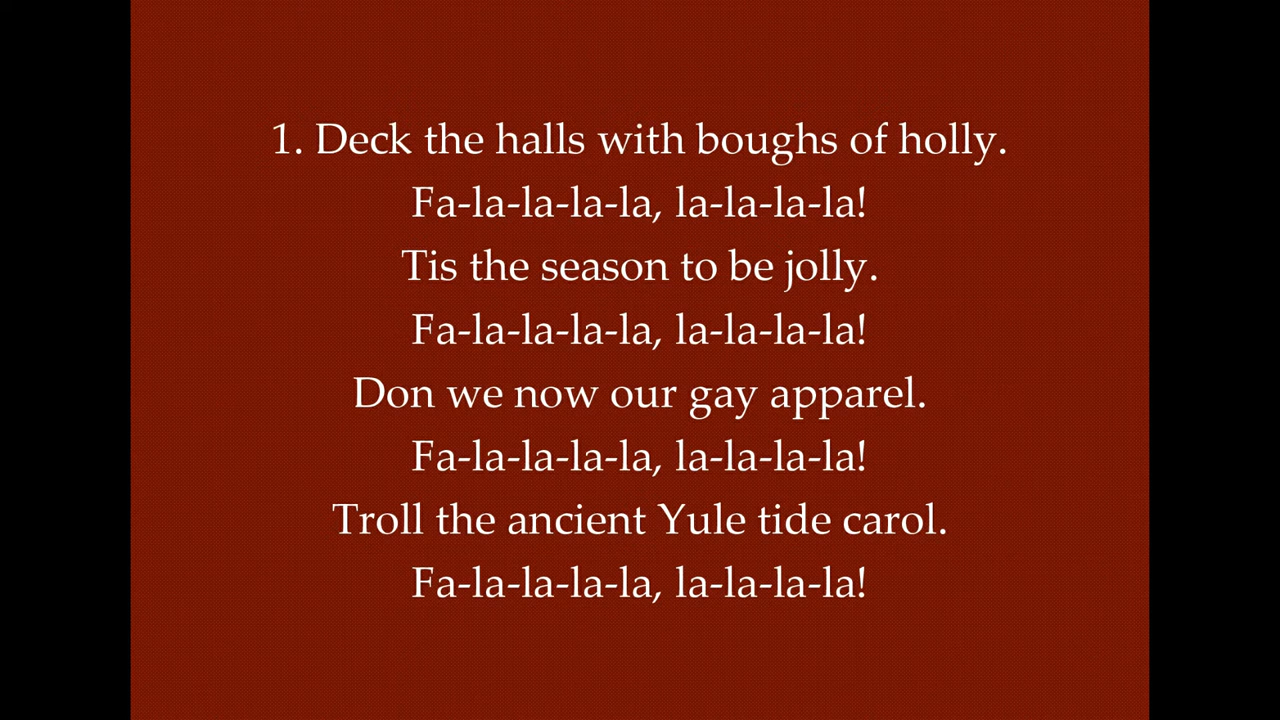 1. Deck the halls with boughs of holly.
Fa-la-la-la-la, la-la-la-la!
Tis the season to be jolly.
Fa-la-la-la-la, la-la-la-la!
Don we now our gay apparel.
Fa-la-la-la-la, la-la-la-la!
Troll the ancient Yule tide carol.
Fa-la-la-la-la, la-la-la-la!